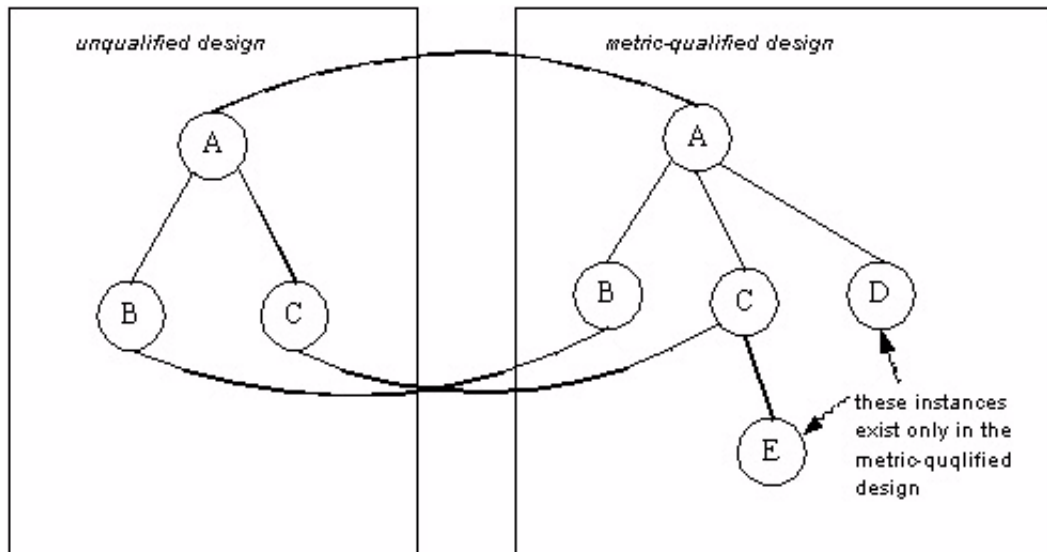 unqualified design
metric-qualified design
A
A
B
C
B
C
D
E
these instances
exist only in the
metric-quqlified
design